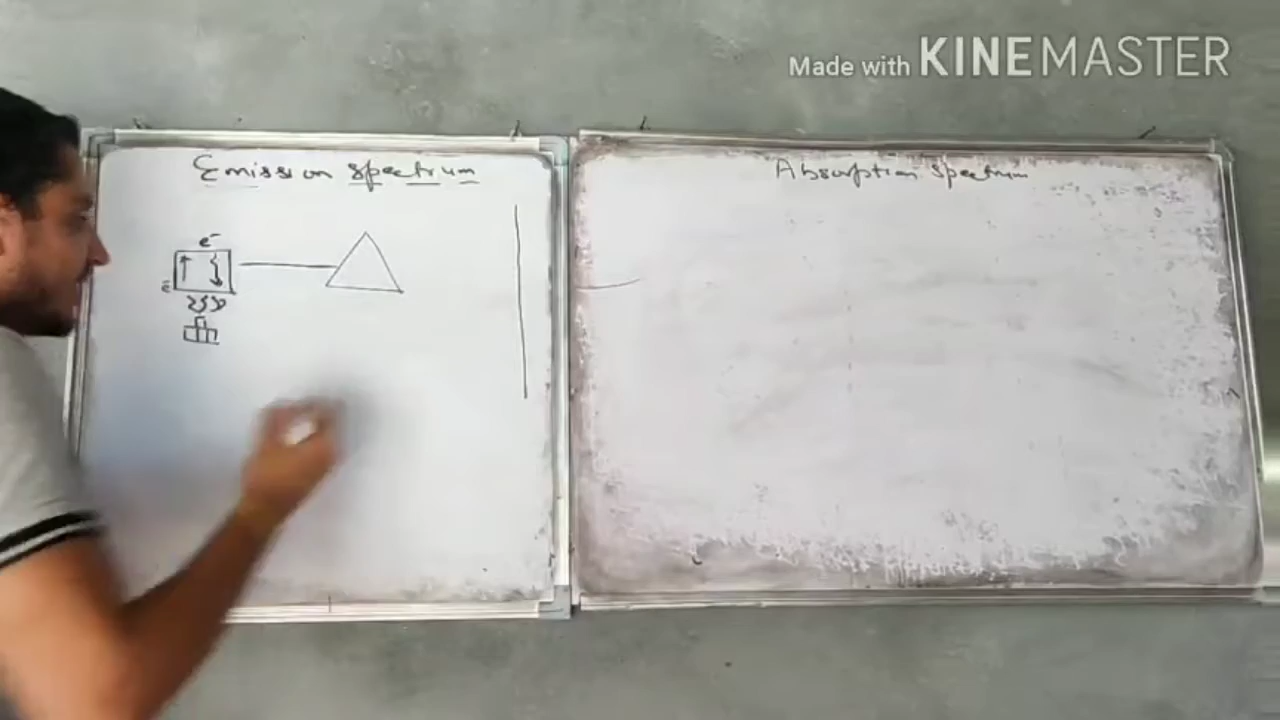 Made with KINEMASTER
Emission spectrum
Absorption spectrum
e⁻
e⁻